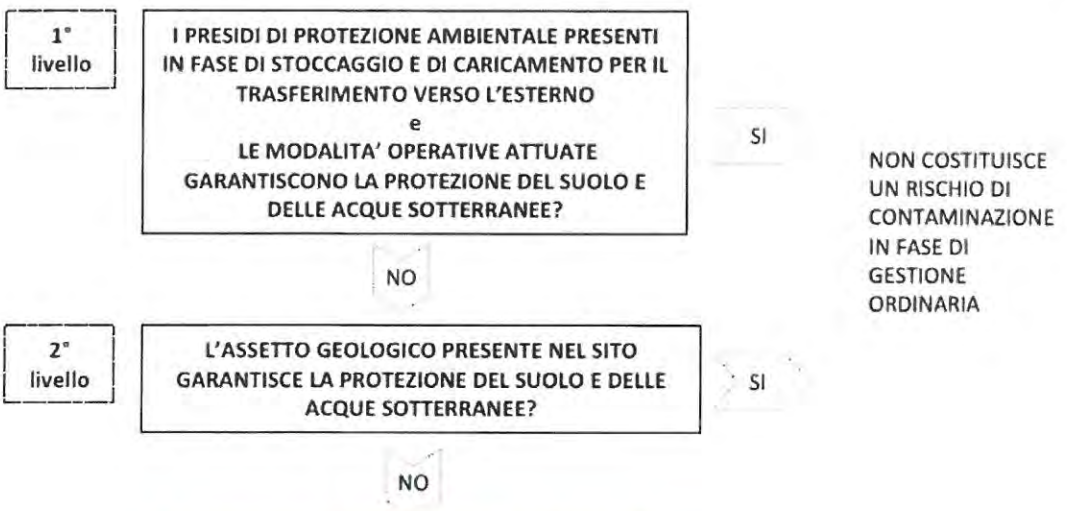 1°
livello
I PRESIDI DI PROTEZIONE AMBIENTALE PRESENTI
IN FASE DI STOCCAGGIO E DI CARICAMENTO PER IL
TRASFERIMENTO VERSO L'ESTERNO
e
LE MODALITA' OPERATIVE ATTUATE
GARANTISCONO LA PROTEZIONE DEL SUOLO E
DELLE ACQUE SOTTERRANEE?
SI
NON COSTITUISCE
UN RISCHIO DI
CONTAMINAZIONE
IN FASE DI
GESTIONE
ORDINARIA
NO
2°
livello
L'ASSETTO GEOLOGICO PRESENTE NEL SITO
GARANTISCE LA PROTEZIONE DEL SUOLO E DELLE
ACQUE SOTTERRANEE?
SI
NO